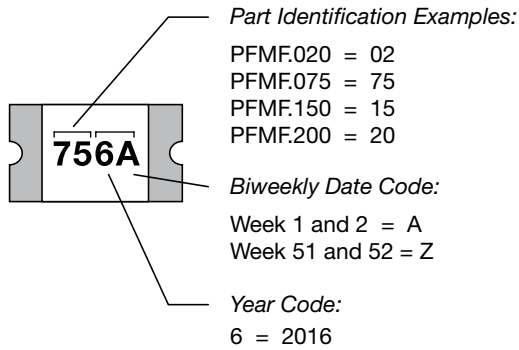 Part Identification Examples:
PFMF.020 = 02
PFMF.075 = 75
PFMF.150 = 15
PFMF.200 = 20
756A
Biweekly Date Code:
Week 1 and 2 = A
Week 51 and 52 = Z
Year Code:
6 = 2016